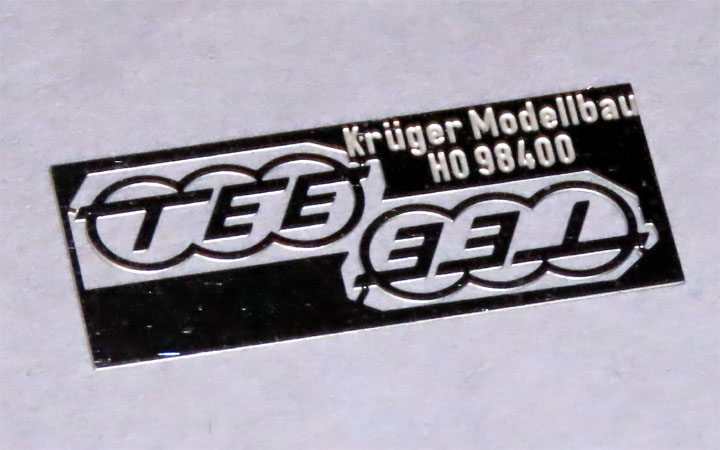 Krüger Modellbau
H0 98400
TEE
TEE